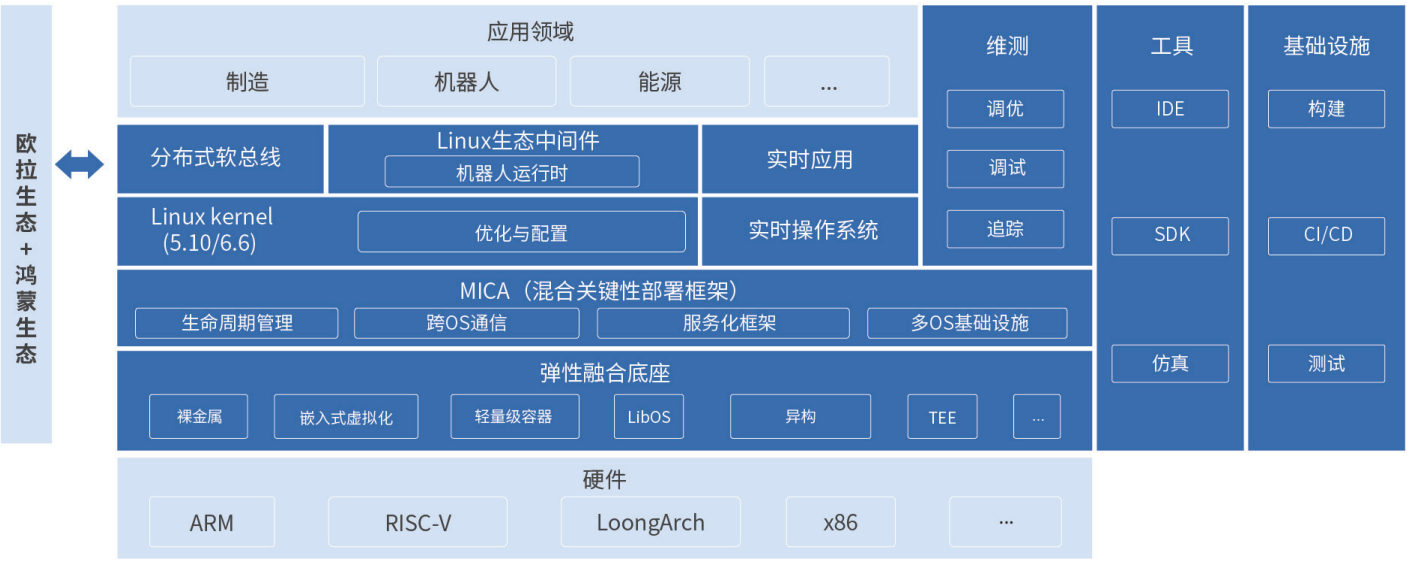 欧拉生态+鸿蒙生态
应用领域
制造
机器人
能源
...
分布式软总线
Linux生态中间件
机器人运行时
实时应用
Linux kernel
(5.10/6.6)
优化与配置
实时操作系统
维测
调优
调试
追踪
MICA（混合关键性部署框架）
生命周期管理
跨OS通信
服务化框架
多OS基础设施
弹性融合底座
裸金属
嵌入式虚拟化
轻量级容器
LibOS
异构
TEE
...
工具
IDE
SDK
仿真
基础设施
构建
CI/CD
测试
硬件
ARM
RISC-V
LoongArch
x86
...